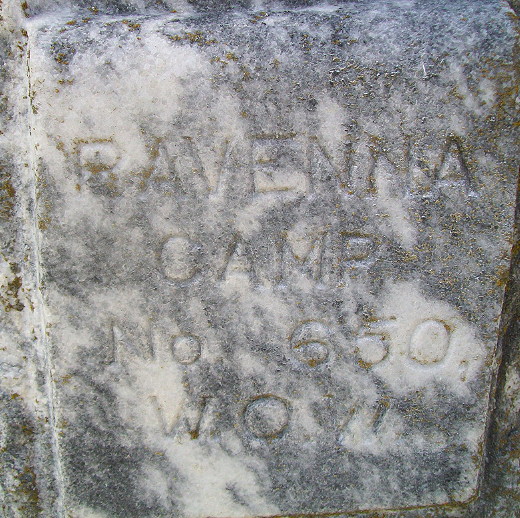 RAVENNA
CAMP
No. 650,
W.O.W.